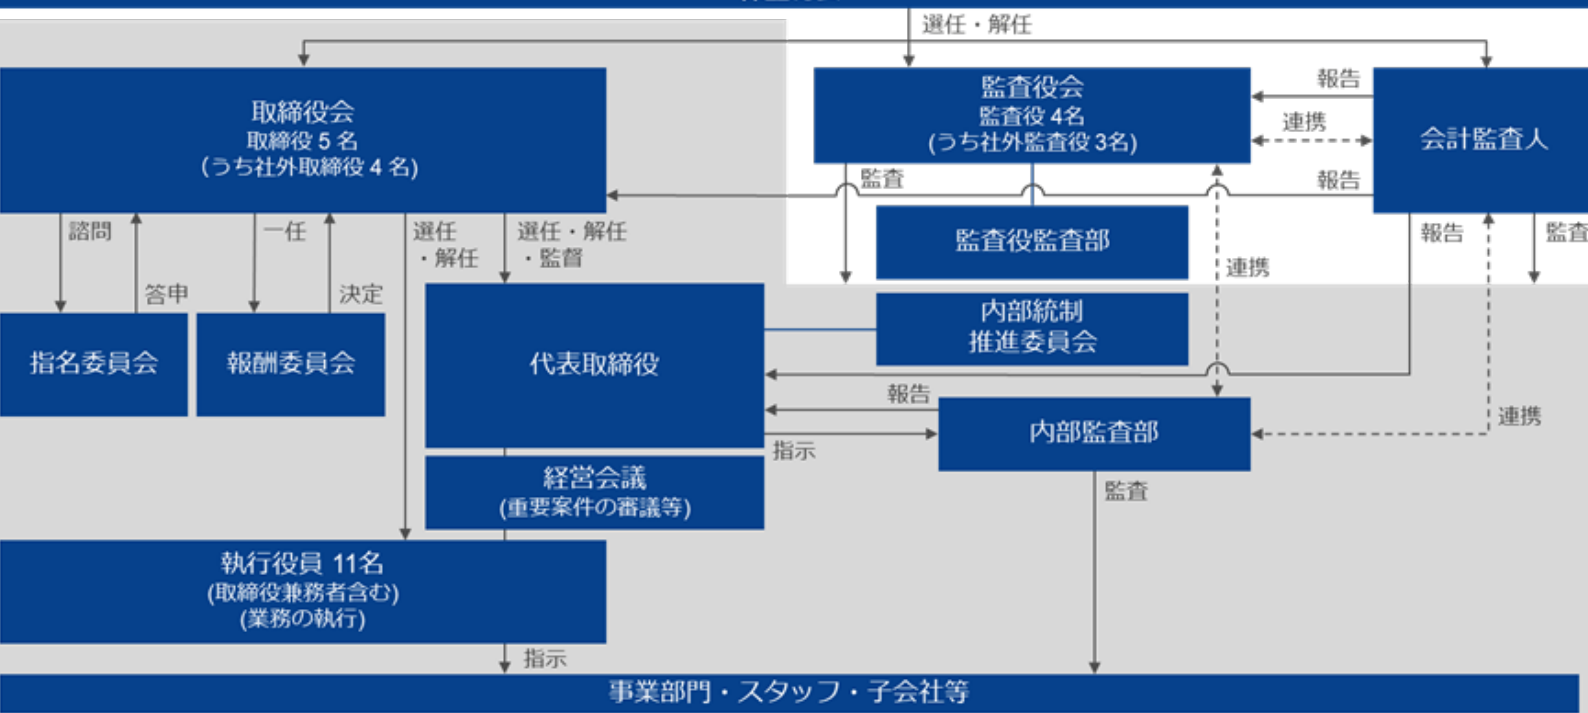 選任・解任
取締役会
取締役 5 名
(うち社外取締役 4 名)
監査役会
監査役 4名
(うち社外監査役 3名)
報告
連携
会計監査人
監査
報告
諮問
一任
選任
・解任
選任・解任
・監督
監査役監査部
報告
監査
答申
決定
連携
指名委員会
報酬委員会
代表取締役
内部統制
推進委員会
報告
指示
内部監査部
連携
経営会議
(重要案件の審議等)
監査
執行役員 11名
(取締役兼務者含む)
(業務の執行)
指示
事業部門・スタッフ・子会社等